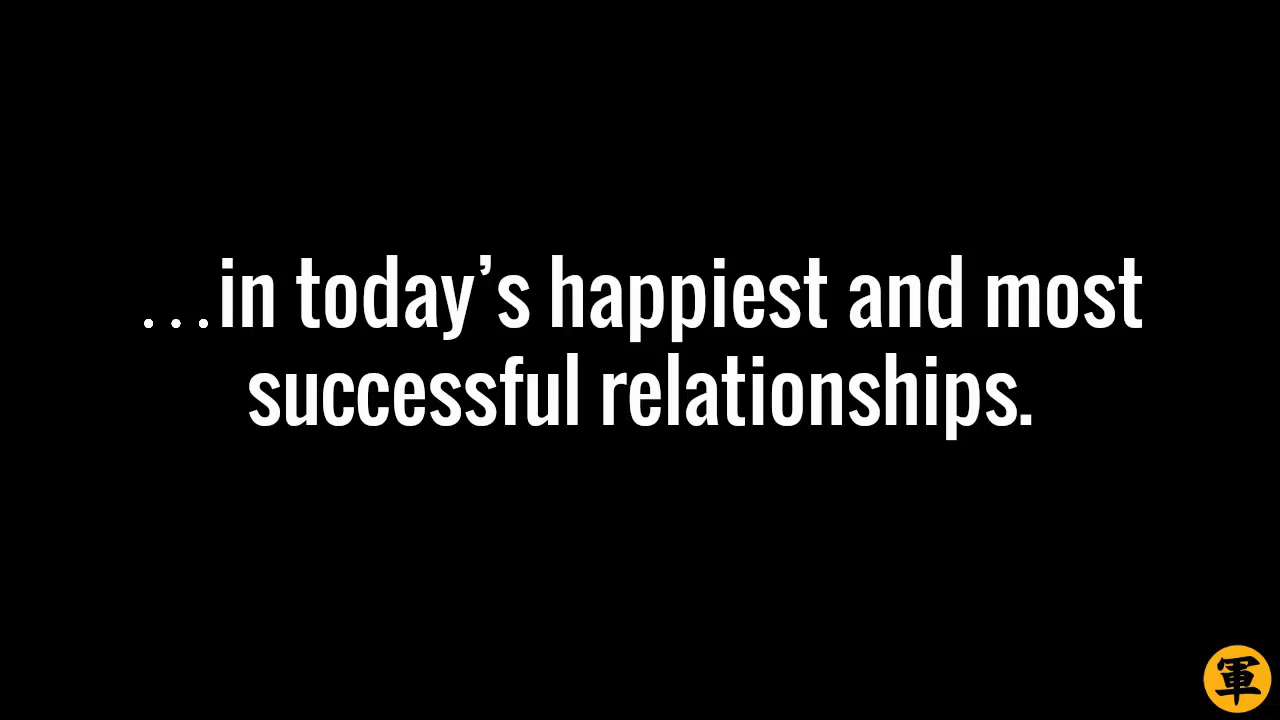 …in today’s happiest and most
successful relationships.
軍